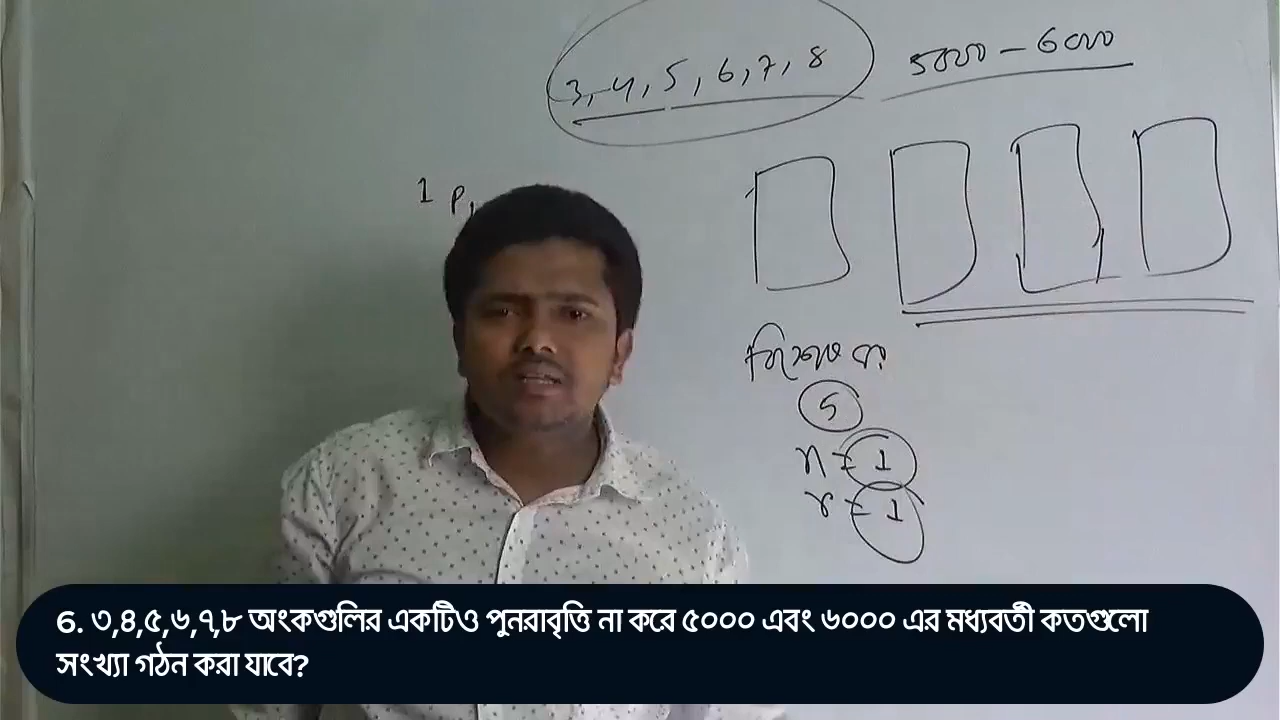 3, 4, 5, 6, 7, 8 5000 - 6000
1 P
5
n = 1
r = 1
6. ৩,৪,৫,৬,৭,৮ অংকগুলির একটিও পুনরাবৃত্তি না করে ৫০০০ এবং ৬০০০ এর মধ্যবর্তী কতগুলো
সংখ্যা গঠন করা যাবে?